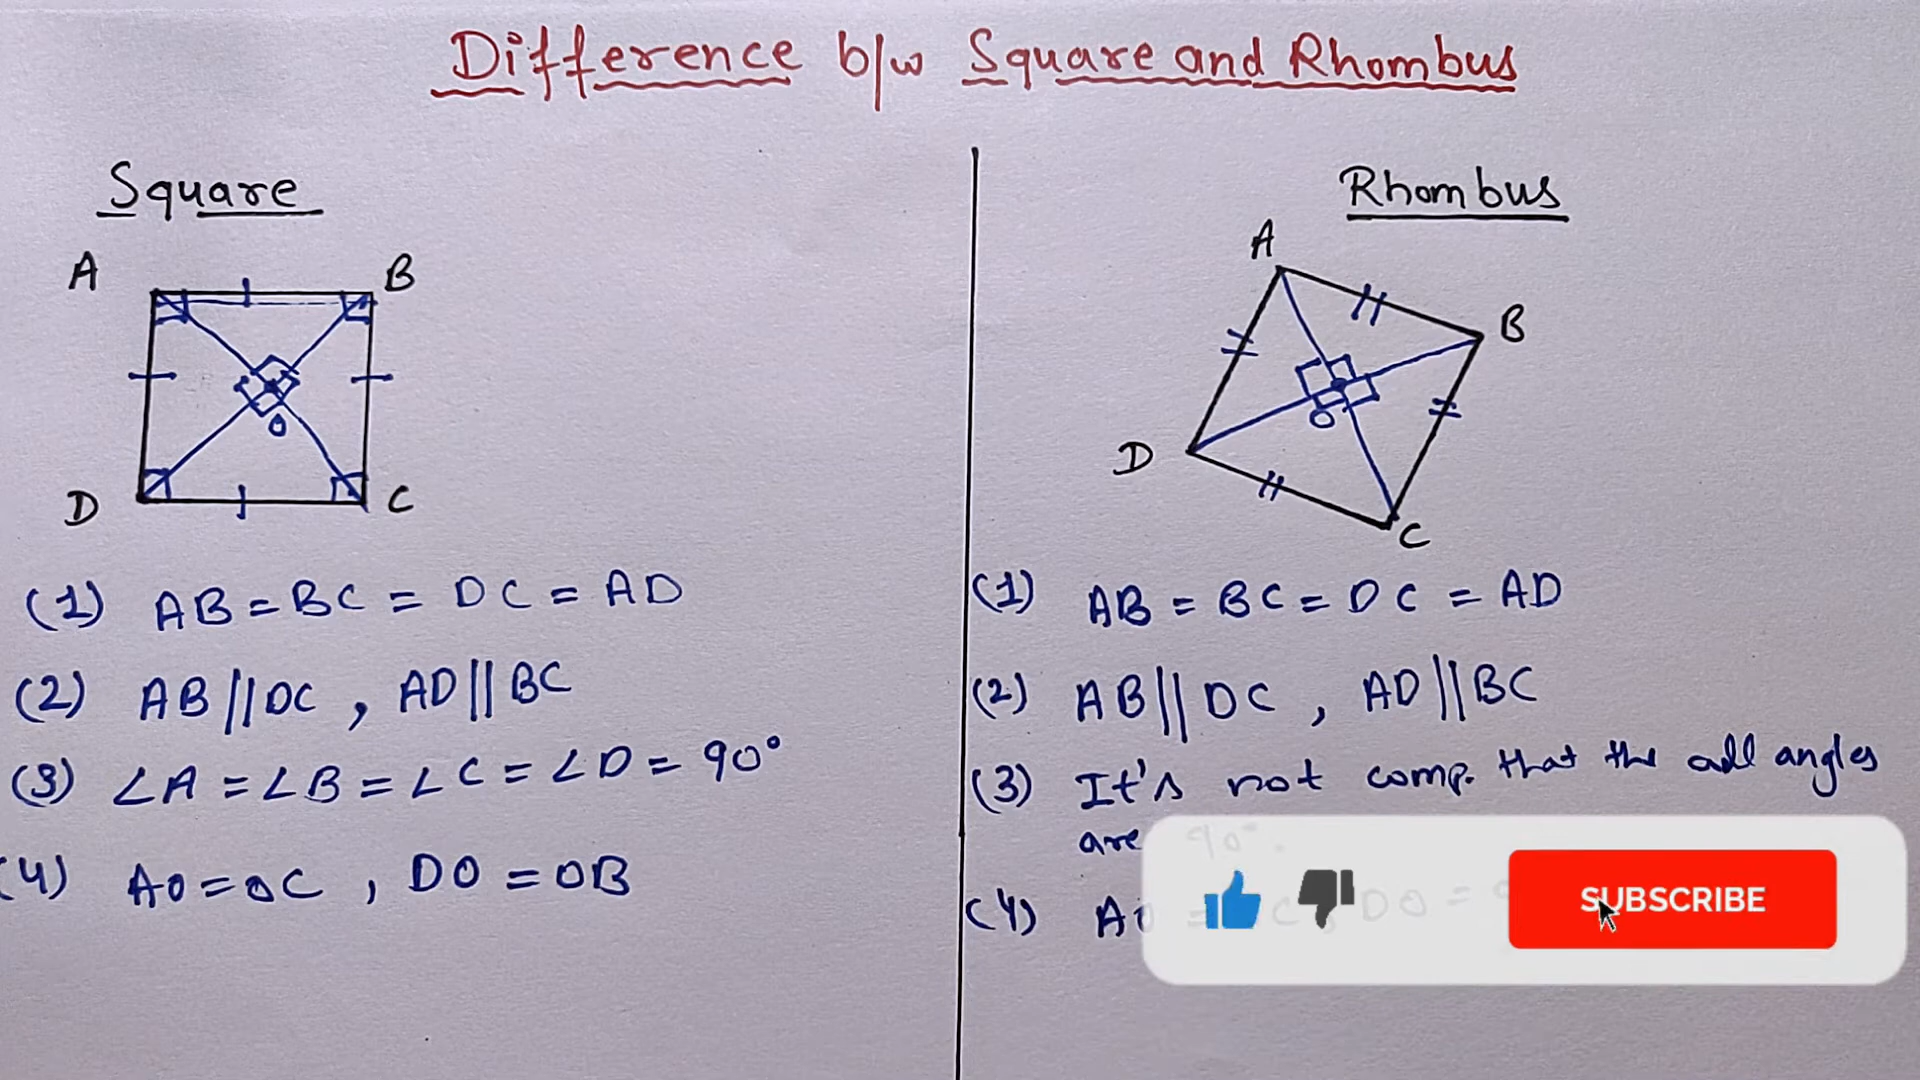 Difference b/w Square and Rhombus
Square
A
B
O
D
C
(1) AB = BC = DC = AD
(2) AB || DC , AD || BC
(3) ∠A = ∠B = ∠C = ∠D = 90°
(4) AO = OC , DO = OB
Rhombus
A
B
O
D
C
(1) AB = BC = DC = AD
(2) AB || DC , AD || BC
(3) It's not comp. that the all angles
are 90°.
(4) DO =
SUBSCRIBE